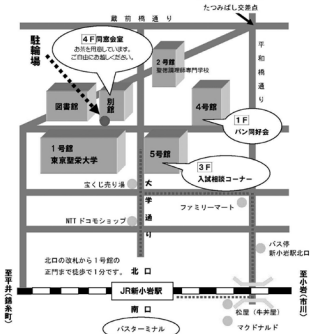 蔵前橋通り
たつみばし交差点
4F 同窓会室
お茶を用意しています。
ご自由にお越しください。
駐輪場
平和橋通り
2号館
聖徳調理師専門学校
図書館
別館
4号館
1F
パン同好会
1号館
東京聖栄大学
5号館
3F
入試相談コーナー
宝くじ売り場
大学通り
ファミリーマート
NTTドコモショップ
バス停
新小岩駅北口
北口の改札から1号館の
正門まで徒歩で1分です。
北口
至平井(錦糸町)
JR新小岩駅
至小岩(市川)
南口
松屋(牛丼屋)
バスターミナル
マクドナルド